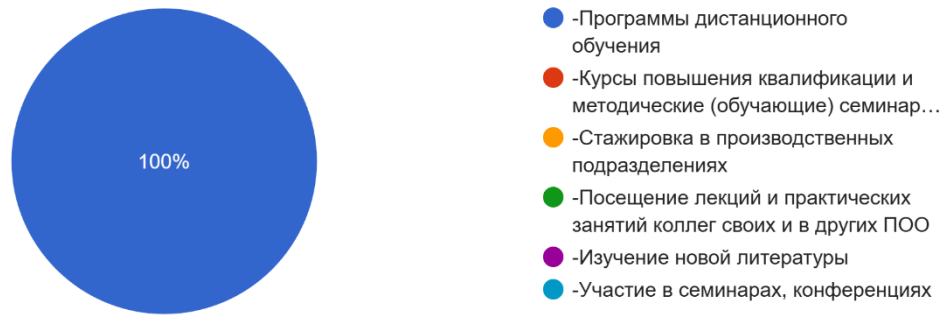 100%
-Программы дистанционного
обучения
-Курсы повышения квалификации и
методические (обучающие) семинар…
-Стажировка в производственных
подразделениях
-Посещение лекций и практических
занятий коллег своих и в других ПОО
-Изучение новой литературы
-Участие в семинарах, конференциях